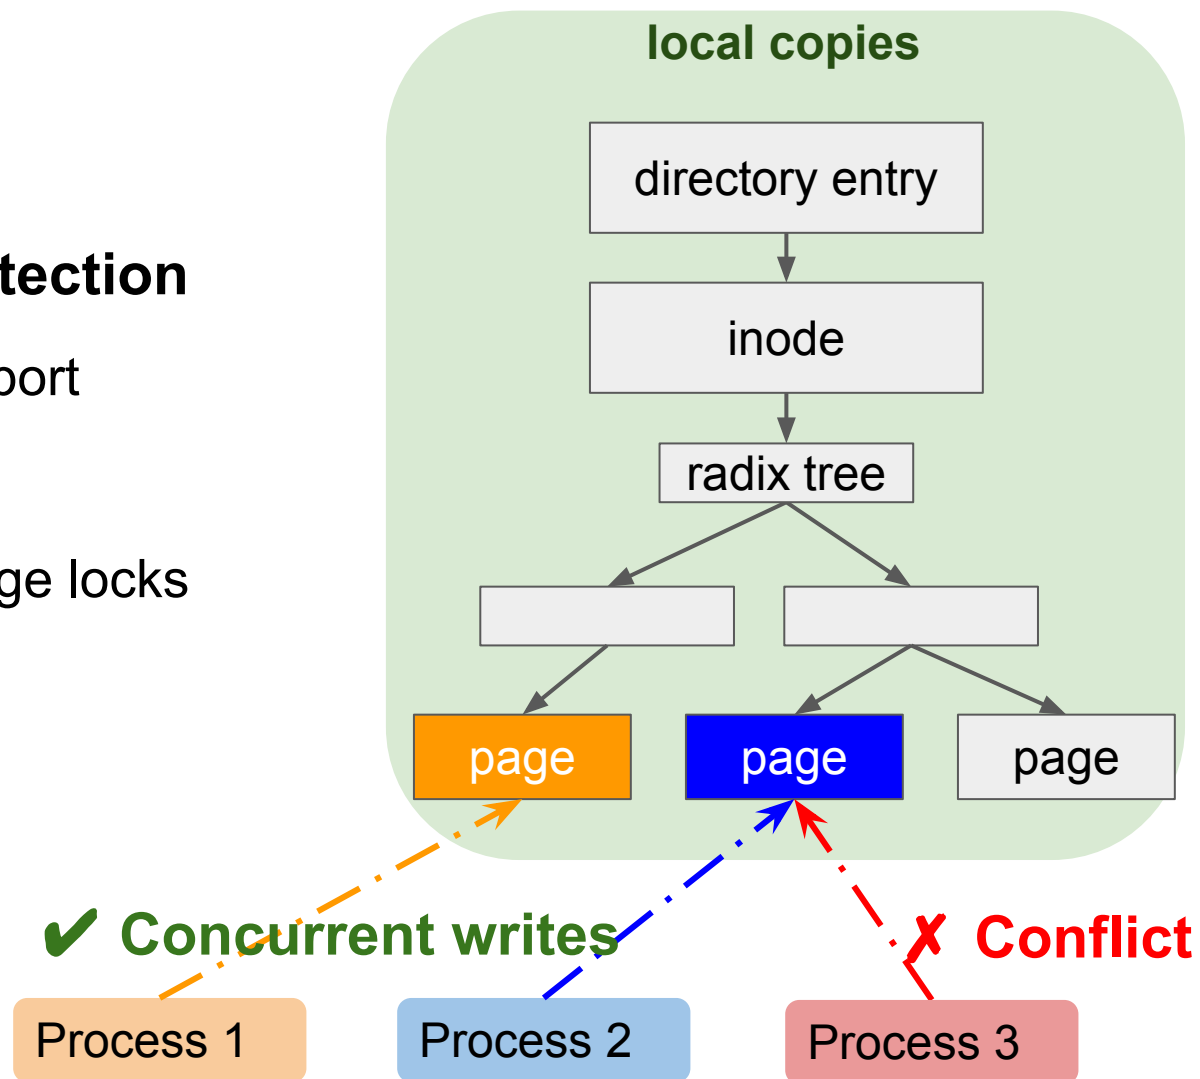 local copies
directory entry
tection
inode
port
radix tree
ge locks
page page page
✔ Concurrent writes ✗ Conflict
Process 1 Process 2 Process 3